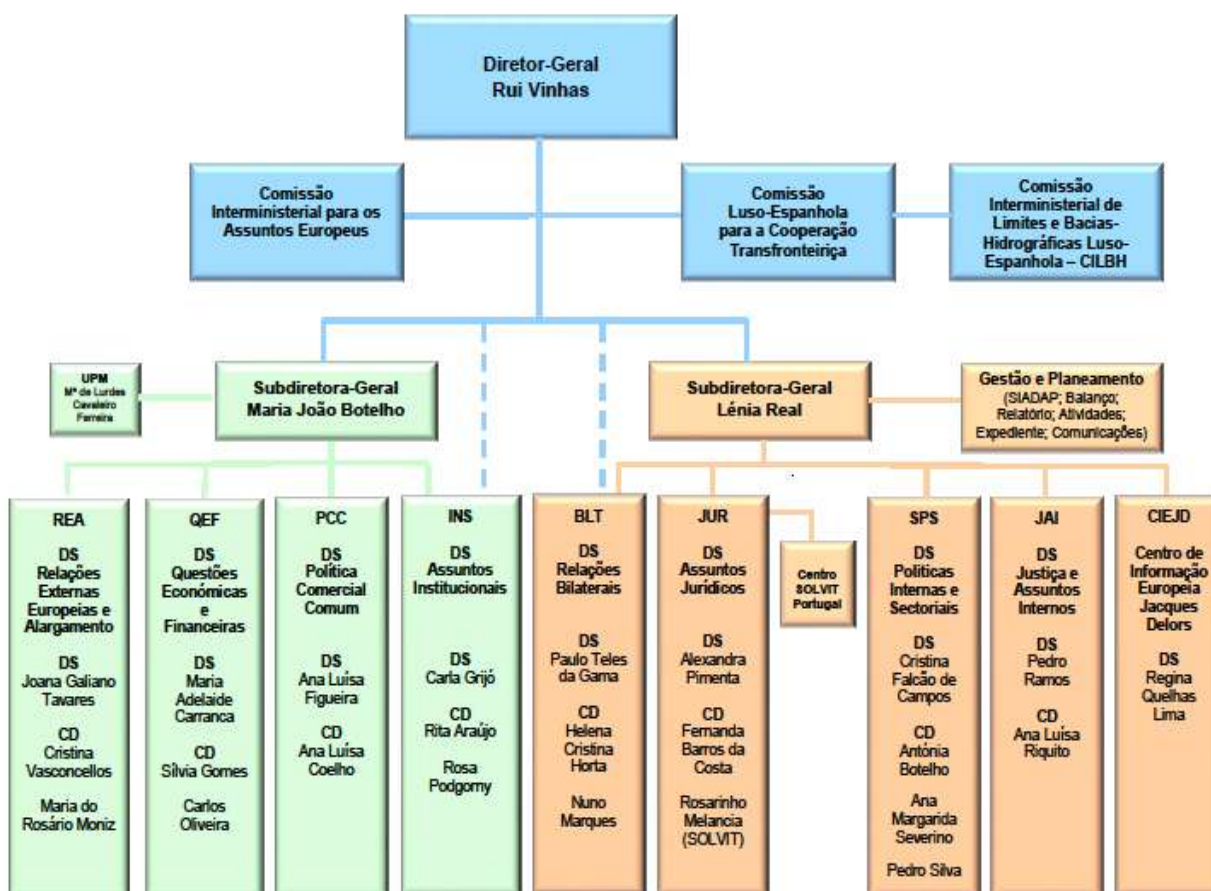 Diretor-Geral
Rui Vinhas
Comissão
Interministerial para os
Assuntos Europeus
Comissão
Luso-Espanhola
para a Cooperação
Transfronteiriça
Comissão
Interministerial de
Limites e Bacias-
Hidrográficas Luso-
Espanhola – CILBH
UPM
Mª de Lurdes
Cavaleiro
Ferreira
Subdiretora-Geral
Maria João Botelho
Subdiretora-Geral
Lénia Real
Gestão e Planeamento
(SIADAP; Balanço;
Relatório; Atividades;
Expediente; Comunicações)
REA
DS
Relações
Externas
Europeias e
Alargamento
DS
Joana Galiano
Tavares
CD
Cristina
Vasconcellos
Maria do
Rosário Moniz
QEF
DS
Questões
Económicas
e
Financeiras
DS
Maria
Adelaide
Carranca
CD
Sílvia Gomes
Carlos
Oliveira
PCC
DS
Política
Comercial
Comum
DS
Ana Luísa
Figueira
CD
Ana Luísa
Coelho
INS
DS
Assuntos
Institucionais
DS
Carla Grijó
CD
Rita Araújo
Rosa
Podgorny
BLT
DS
Relações
Bilaterais
DS
Paulo Teles
da Gama
CD
Helena
Cristina
Horta
Nuno
Marques
JUR
DS
Assuntos
Jurídicos
DS
Alexandra
Pimenta
CD
Fernanda
Barros da
Costa
Rosarinho
Melancia
(SOLVIT)
Centro
SOLVIT
Portugal
SPS
DS
Politicas
Internas e
Sectoriais
DS
Cristina
Falcão de
Campos
CD
Antónia
Botelho
Ana
Margarida
Severino
Pedro Silva
JAI
DS
Justiça e
Assuntos
Internos
DS
Pedro
Ramos
CD
Ana Luísa
Riquito
CIEJD
Centro de
Informação
Europeia
Jacques
Delors
DS
Regina
Quelhas
Lima